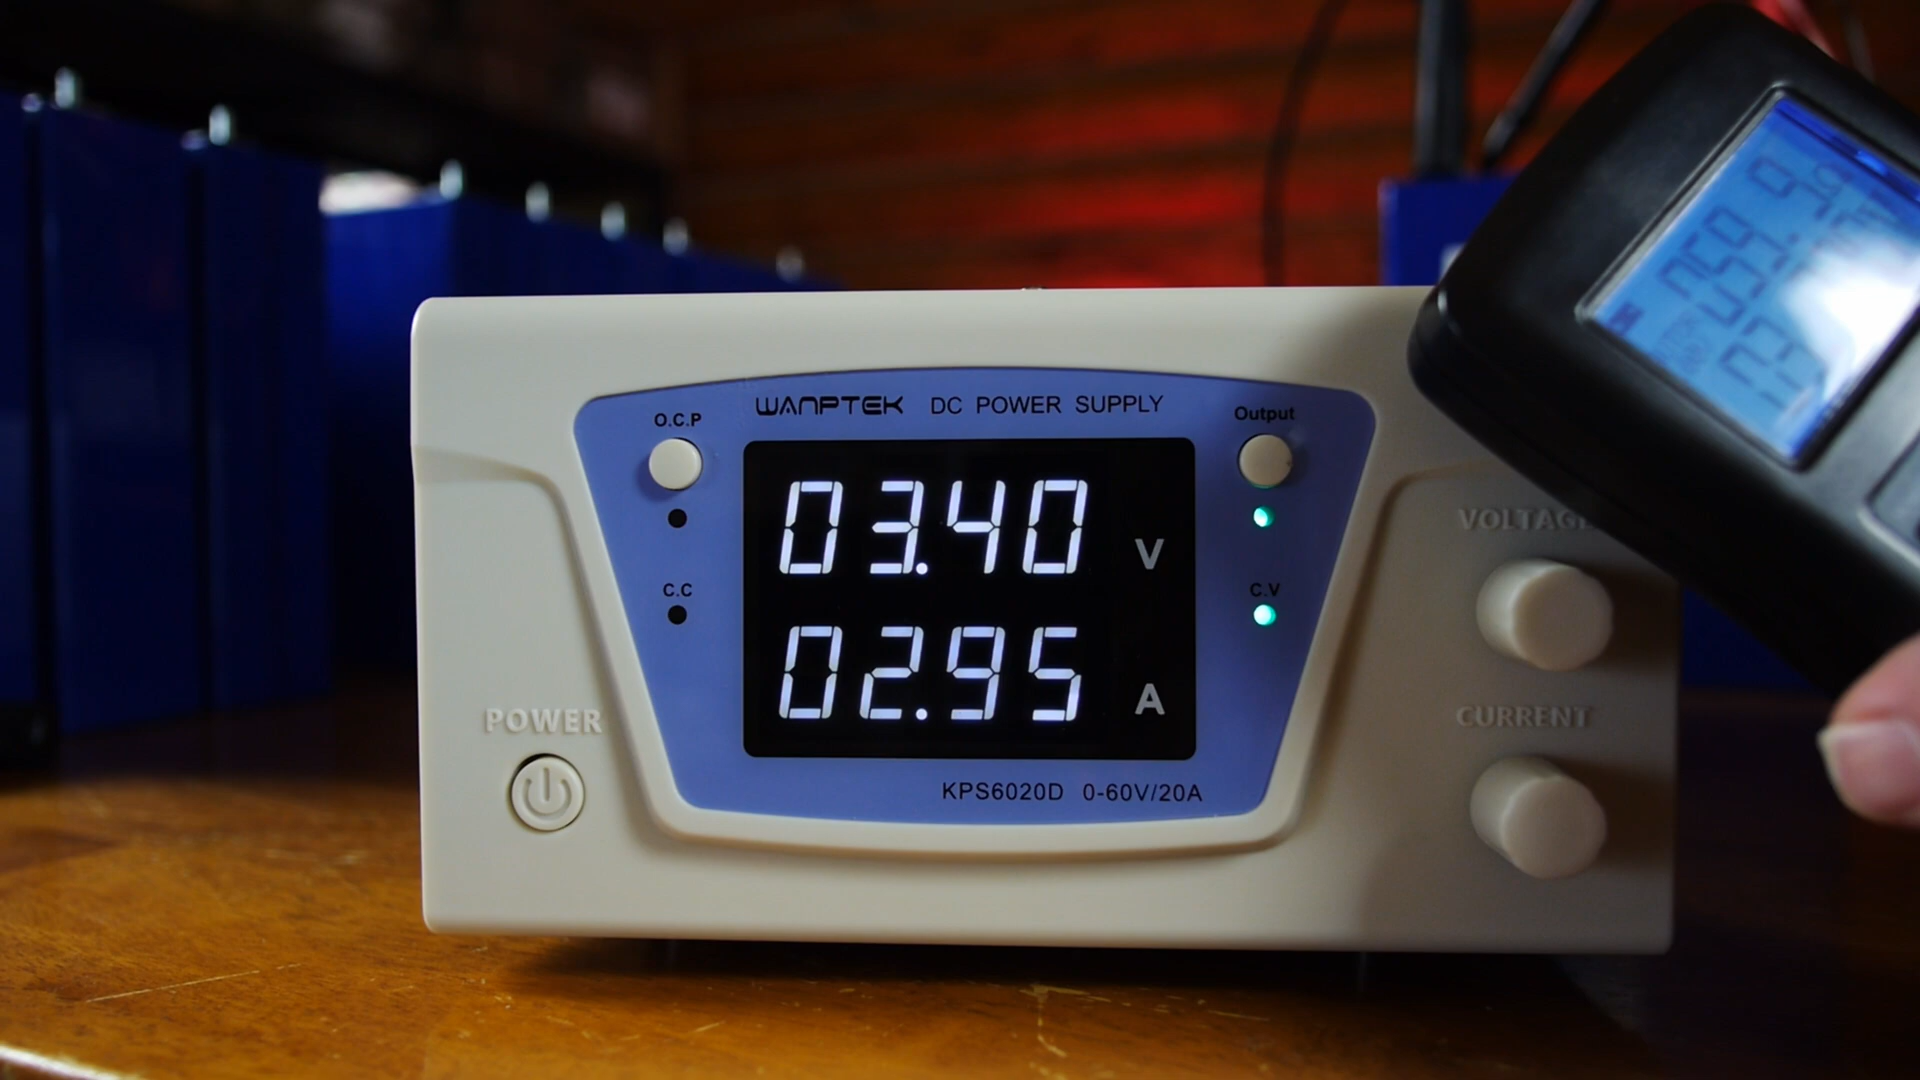 WANPTEK DC POWER SUPPLY
O.C.P
Output
03.40 V
C.C
C.V
02.95 A
KPS6020D 0-60V/20A
POWER
VOLTAGE
CURRENT